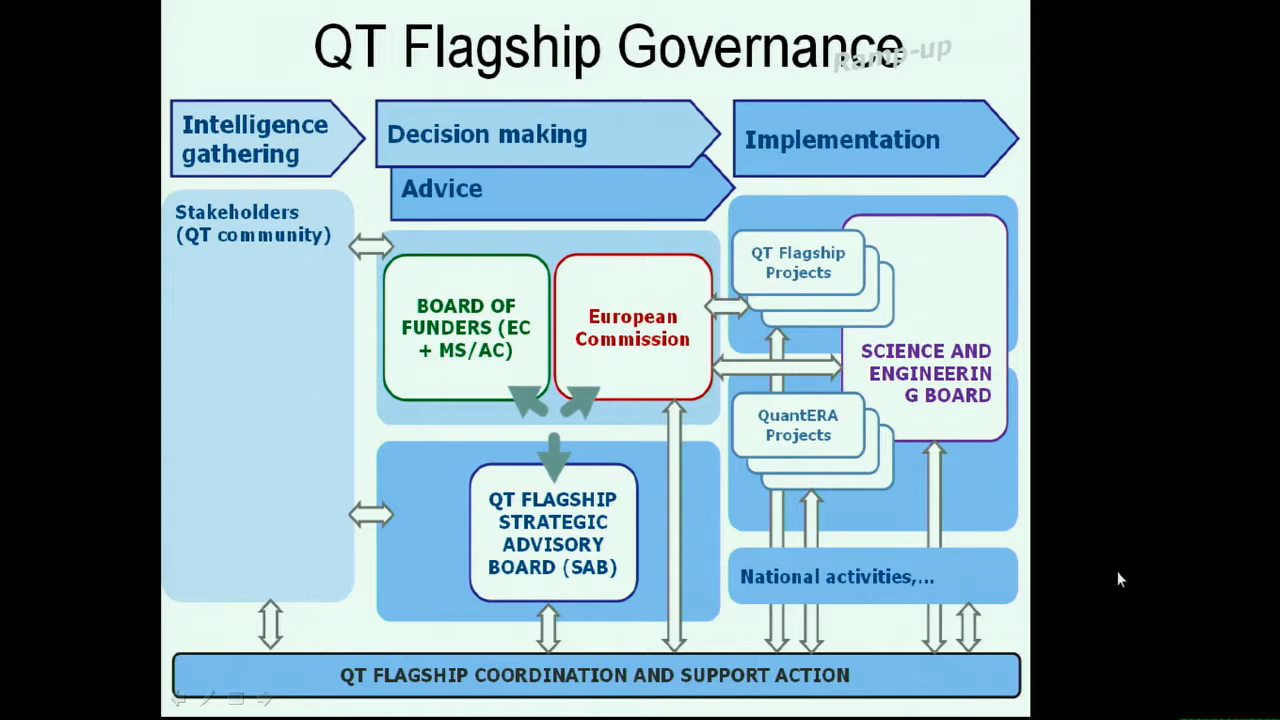 QT Flagship Governance
Ramp-up
Intelligence
gathering
Decision making
Advice
Implementation
Stakeholders
(QT community)
BOARD OF
FUNDERS (EC
+ MS/AC)
European
Commission
QT Flagship
Projects
SCIENCE AND
ENGINEERIN
G BOARD
QuantERA
Projects
QT FLAGSHIP
STRATEGIC
ADVISORY
BOARD (SAB)
National activities,...
QT FLAGSHIP COORDINATION AND SUPPORT ACTION